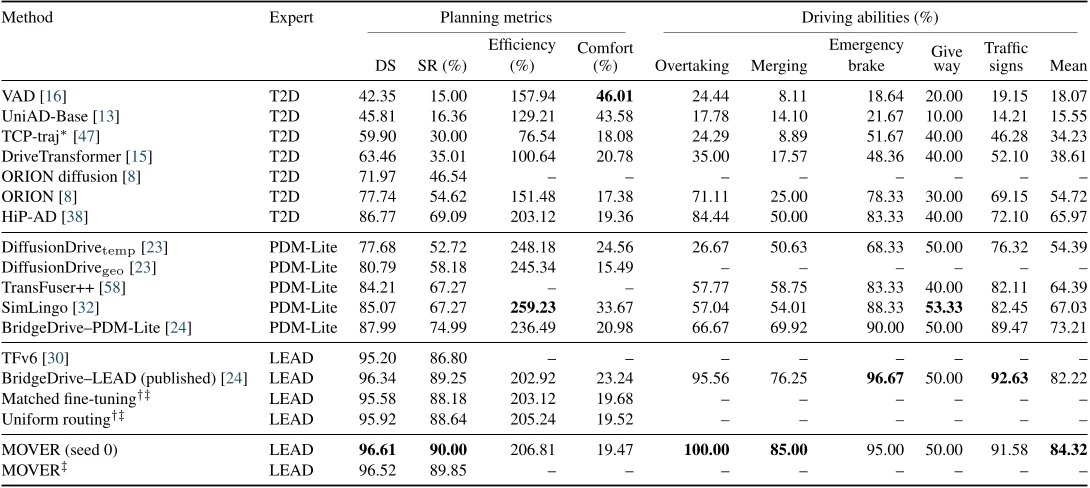 Method Expert Planning metrics Driving abilities (%)
DS SR (%) Efficiency (%) Comfort (%) Overtaking Merging Emergency brake Give way Traffic signs Mean
VAD [16] T2D 42.35 15.00 157.94 46.01 24.44 8.11 18.64 20.00 19.15 18.07
UniAD-Base [13] T2D 45.81 16.36 129.21 43.58 17.78 14.10 21.67 10.00 14.21 15.55
TCP-traj* [47] T2D 59.90 30.00 76.54 18.08 24.29 8.89 51.67 40.00 46.28 34.23
DriveTransformer [15] T2D 63.46 35.01 100.64 20.78 35.00 17.57 48.36 40.00 52.10 38.61
ORION diffusion [8] T2D 71.97 46.54 – – – – – – – –
ORION [8] T2D 77.74 54.62 151.48 17.38 71.11 25.00 78.33 30.00 69.15 54.72
HiP-AD [38] T2D 86.77 69.09 203.12 19.36 84.44 50.00 83.33 40.00 72.10 65.97
DiffusionDrivetemp [23] PDM-Lite 77.68 52.72 248.18 24.56 26.67 50.63 68.33 50.00 76.32 54.39
DiffusionDrivegeo [23] PDM-Lite 80.79 58.18 245.34 15.49 – – – – – –
TransFuser++ [58] PDM-Lite 84.21 67.27 – – 57.77 58.75 83.33 40.00 82.11 64.39
SimLingo [32] PDM-Lite 85.07 67.27 259.23 33.67 57.04 54.01 88.33 53.33 82.45 67.03
BridgeDrive–PDM-Lite [24] PDM-Lite 87.99 74.99 236.49 20.98 66.67 69.92 90.00 50.00 89.47 73.21
TFv6 [30] LEAD 95.20 86.80 – – – – – – – –
BridgeDrive–LEAD (published) [24] LEAD 96.34 89.25 202.92 23.24 95.56 76.25 96.67 50.00 92.63 82.22
Matched fine-tuning†‡ LEAD 95.58 88.18 203.12 19.68 – – – – – –
Uniform routing†‡ LEAD 95.92 88.64 205.24 19.52 – – – – – –
MOVER (seed 0) LEAD 96.61 90.00 206.81 19.47 100.00 85.00 95.00 50.00 91.58 84.32
MOVER‡ LEAD 96.52 89.85 – – – – – – – –